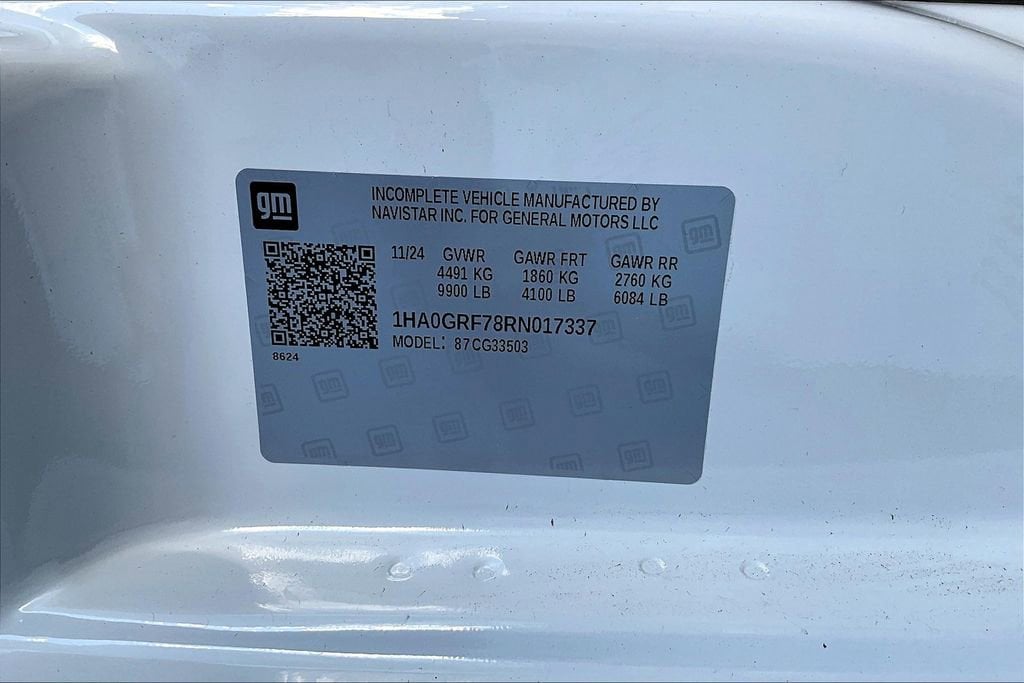 gm
INCOMPLETE VEHICLE MANUFACTURED BY
NAVISTAR INC. FOR GENERAL MOTORS LLC
11/24 GVWR GAWR FRT GAWR RR
4491 KG 1860 KG 2760 KG
9900 LB 4100 LB 6084 LB
1HA0GRF78RN017337
MODEL: 87CG33503
8624